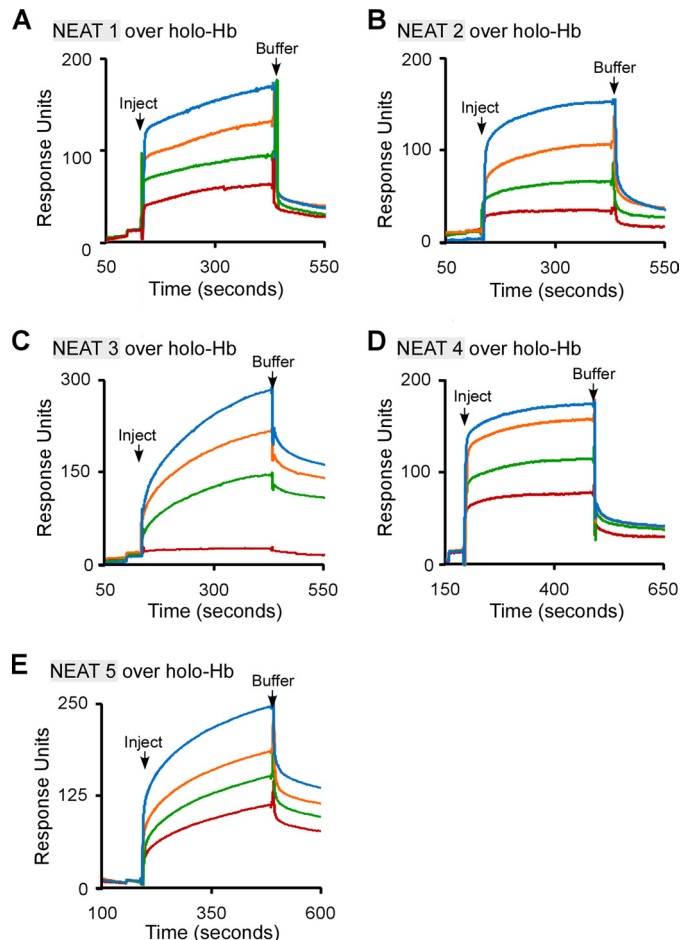 A NEAT 1 over holo-Hb
Buffer
200
Inject
100
Response Units
0
50 300 550
Time (seconds)
B NEAT 2 over holo-Hb
200
Buffer
Inject
100
Response Units
0
50 300 550
Time (seconds)
C NEAT 3 over holo-Hb
Buffer
300
Inject
150
Response Units
0
50 300 550
Time (seconds)
D NEAT 4 over holo-Hb
200
Inject
Buffer
100
Response Units
0
150 400 650
Time (seconds)
E NEAT 5 over holo-Hb
Buffer
250
Inject
125
Response Units
0
100 350 600
Time (seconds)